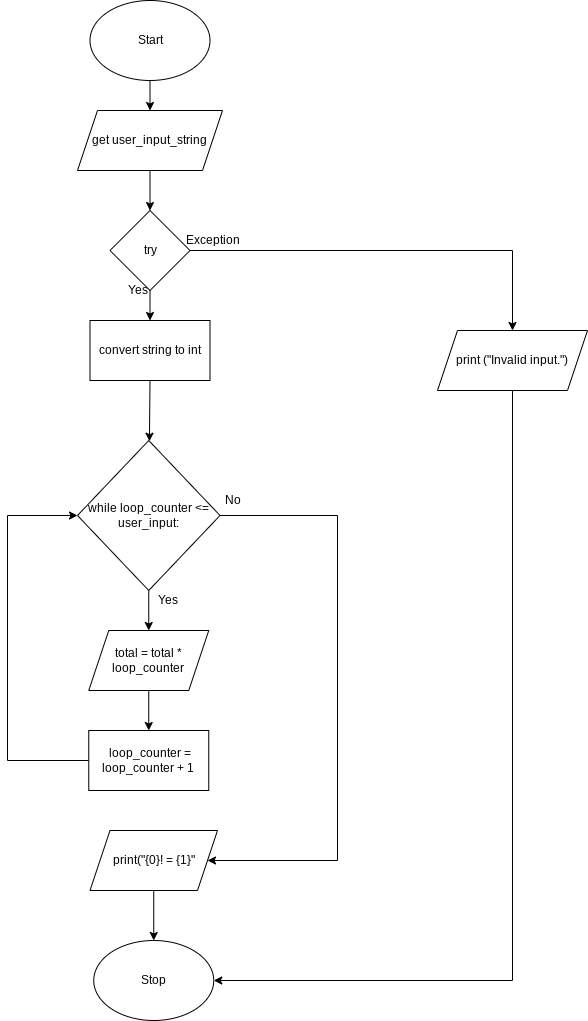 Start
get user_input_string
try
Exception
Yes
convert string to int
print ("Invalid input.")
while loop_counter <=
user_input:
No
Yes
total = total *
loop_counter
loop_counter =
loop_counter + 1
print("{0}! = {1}"
Stop